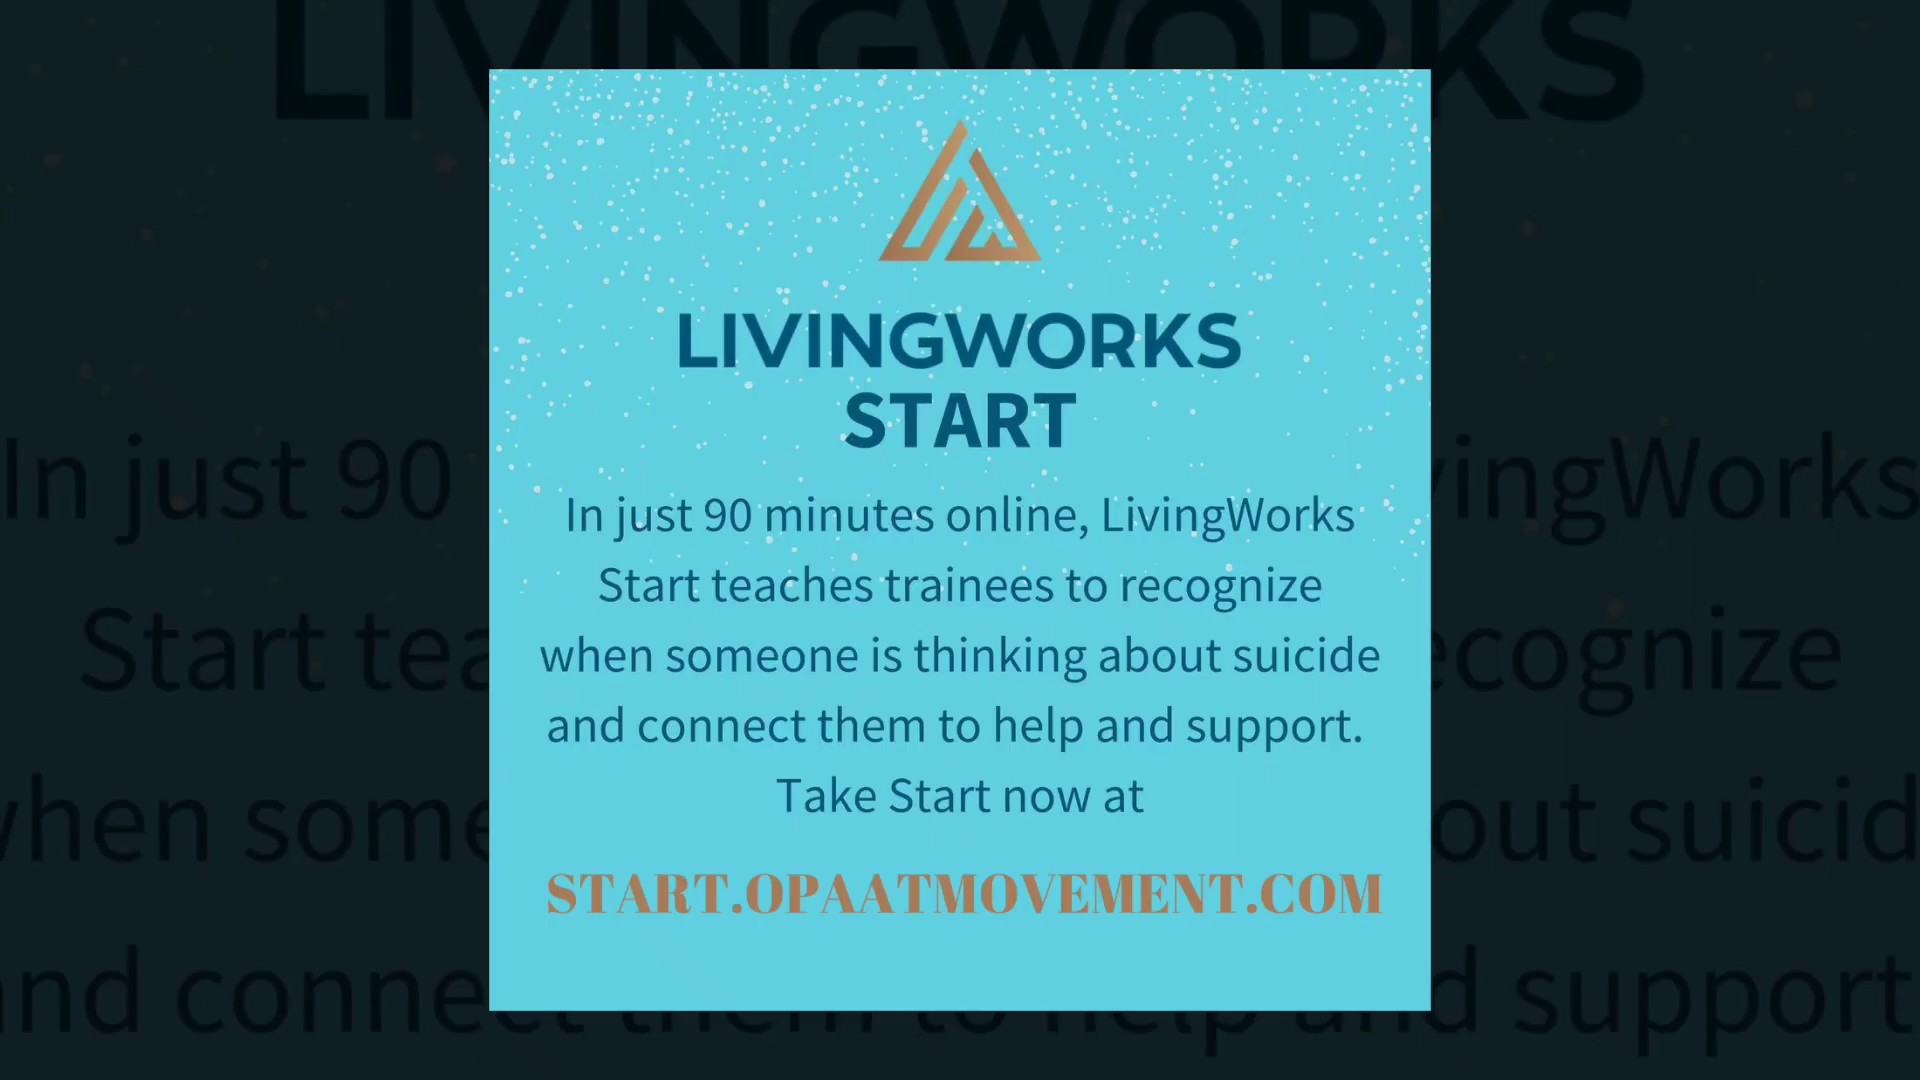 LIVINGWORKS
START
In just 90 minutes online, LivingWorks
Start teaches trainees to recognize
when someone is thinking about suicide
and connect them to help and support.
Take Start now at
START.OPAATMOVEMENT.COM